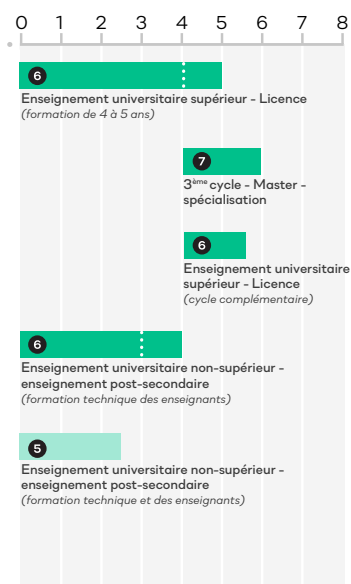 0 1 2 3 4 5 6 7 8
6
Enseignement universitaire supérieur - Licence
(formation de 4 à 5 ans)
7
3ème cycle - Master -
spécialisation
6
Enseignement universitaire
supérieur - Licence
(cycle complémentaire)
6
Enseignement universitaire non-supérieur -
enseignement post-secondaire
(formation technique des enseignants)
5
Enseignement universitaire non-supérieur -
enseignement post-secondaire
(formation technique et des enseignants)